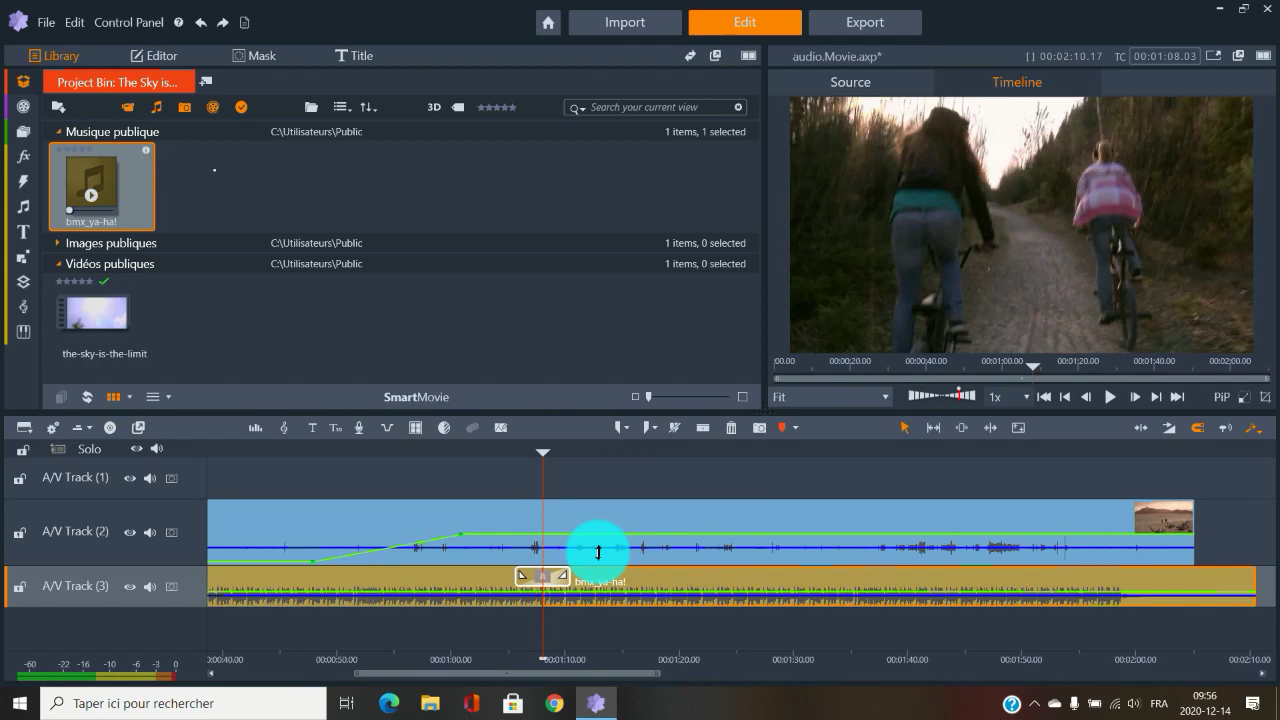 File Edit Control Panel
Import Edit Export
Library Editor Mask Title
audio.Movie.axp* [ ] 00:02:10.17 TC 00:01:08.03
Project Bin: The Sky is...
Source Timeline
3D Search your current view
Musique publique C:\Utilisateurs\Public 1 items, 1 selected
bmx_ya-ha!
Images publiques C:\Utilisateurs\Public 1 items, 0 selected
Vidéos publiques C:\Utilisateurs\Public 1 items, 0 selected
the-sky-is-the-limit
:00.00 00:00:20.00 00:00:40.00 00:01:00.00 00:01:20.00 00:01:40.00 00:02:00.00
SmartMovie
Fit 1x PiP
Solo
A/V Track (1)
A/V Track (2)
A/V Track (3)
bmx_ya-ha!
0:00:40.00 00:00:50.00 00:01:00.00 00:01:10.00 00:01:20.00 00:01:30.00 00:01:40.00 00:01:50.00 00:02:00.00 00:02:10.0
-60 -22 -16 -10 -6 -3 0
Taper ici pour rechercher
FRA
09:56
2020-12-14